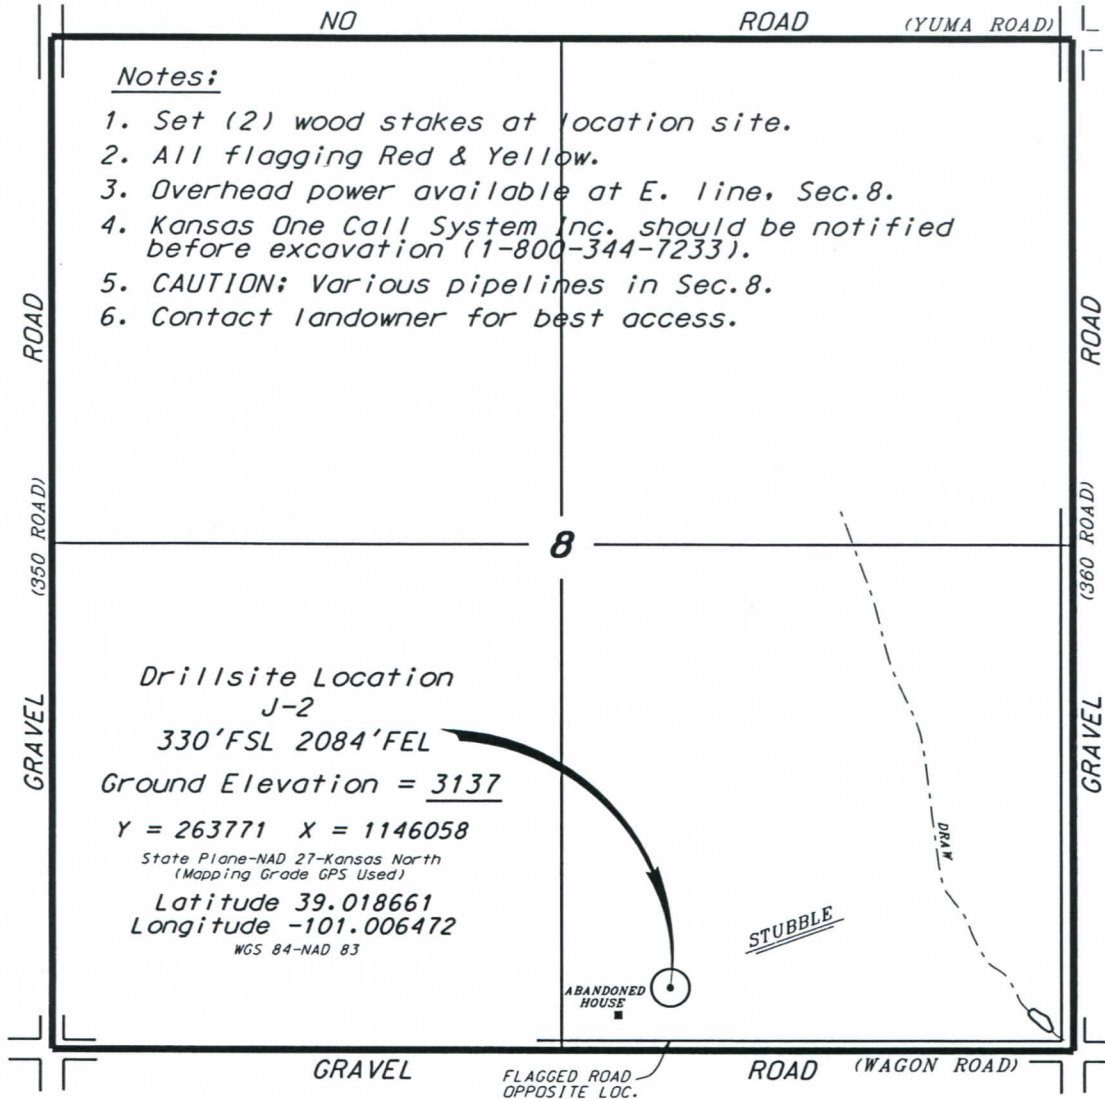 NO ROAD (YUMA ROAD)
Notes:
1. Set (2) wood stakes at location site.
2. All flagging Red & Yellow.
3. Overhead power available at E. line, Sec.8.
4. Kansas One Call System Inc. should be notified
before excavation (1-800-344-7233).
5. CAUTION: Various pipelines in Sec.8.
6. Contact landowner for best access.
GRAVEL (350 ROAD) ROAD
ROAD (360 ROAD) GRAVEL
8
Drillsite Location
J-2
330'FSL 2084'FEL
Ground Elevation = 3137
Y = 263771 X = 1146058
State Plane-NAD 27-Kansas North
(Mapping Grade GPS Used)
Latitude 39.018661
Longitude -101.006472
WGS 84-NAD 83
DRAW
STUBBLE
ABANDONED
HOUSE
GRAVEL ROAD (WAGON ROAD)
FLAGGED ROAD
OPPOSITE LOC.